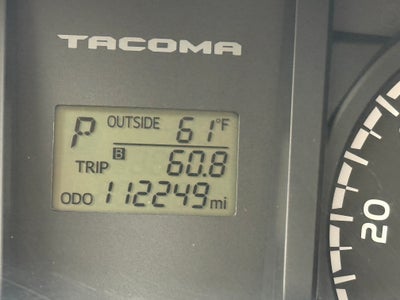 TACOMA
P OUTSIDE 61°F
TRIP B 60.8
ODO 112249 mi
20